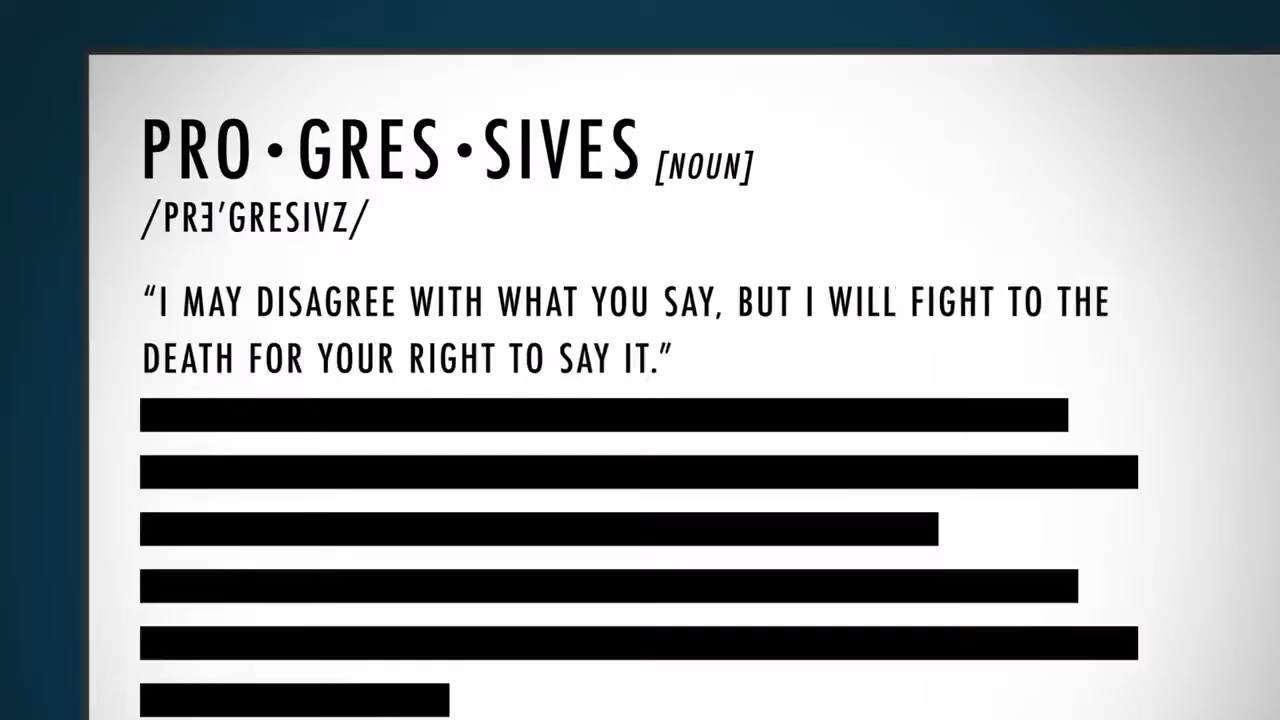 PRO•GRES•SIVES [NOUN]
/PRƎ'GRESIVZ/
“I MAY DISAGREE WITH WHAT YOU SAY, BUT I WILL FIGHT TO THE
DEATH FOR YOUR RIGHT TO SAY IT.”